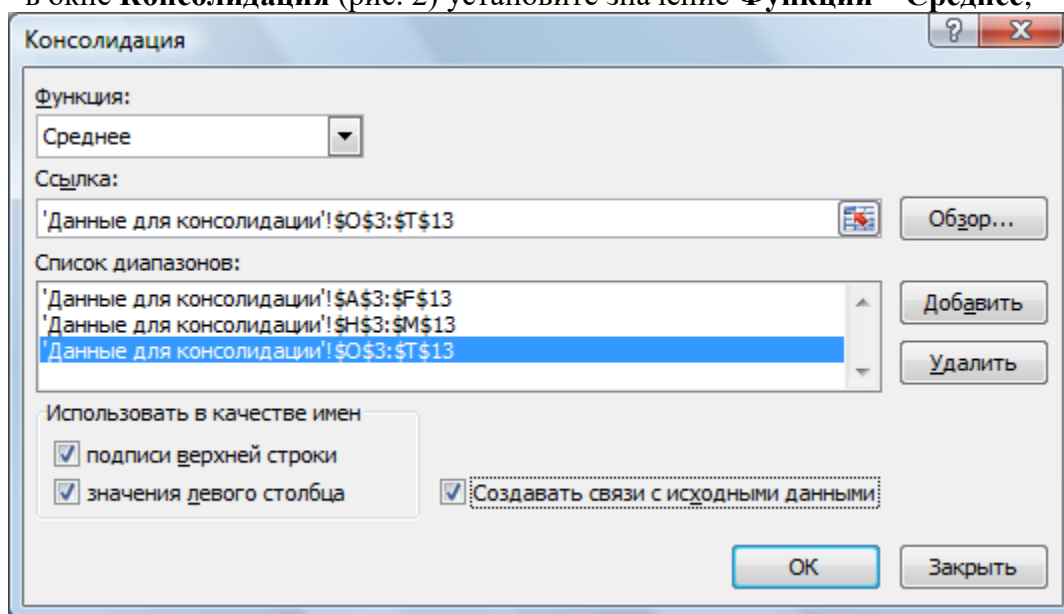 в окне Консолидация (рис. 2) установите значение Функции – Среднее,
Консолидация
Функция:
Среднее
Ссылка:
'Данные для консолидации'!$O$3:$T$13
Обзор...
Список диапазонов:
'Данные для консолидации'!$A$3:$F$13
'Данные для консолидации'!$H$3:$M$13
'Данные для консолидации'!$O$3:$T$13
Добавить
Удалить
Использовать в качестве имен
подписи верхней строки
значения левого столбца
Создавать связи с исходными данными
ОК
Закрыть